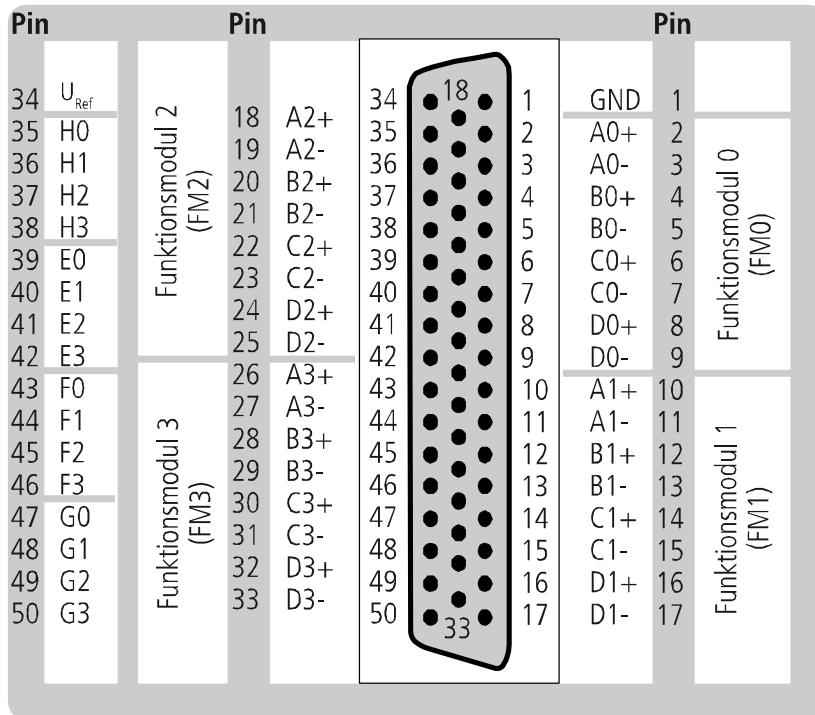 Pin Pin Pin
34 U_Ref
35 H0
36 H1
37 H2
38 H3
39 E0
40 E1
41 E2
42 E3
43 F0
44 F1
45 F2
46 F3
47 G0
48 G1
49 G2
50 G3
Funktionsmodul 2
(FM2)
Funktionsmodul 3
(FM3)
18 A2+
19 A2-
20 B2+
21 B2-
22 C2+
23 C2-
24 D2+
25 D2-
26 A3+
27 A3-
28 B3+
29 B3-
30 C3+
31 C3-
32 D3+
33 D3-
34
35
36
37
38
39
40
41
42
43
44
45
46
47
48
49
50
18
33
1
2
3
4
5
6
7
8
9
10
11
12
13
14
15
16
17
GND 1
A0+ 2
A0- 3
B0+ 4
B0- 5
C0+ 6
C0- 7
D0+ 8
D0- 9
A1+ 10
A1- 11
B1+ 12
B1- 13
C1+ 14
C1- 15
D1+ 16
D1- 17
Funktionsmodul 0
(FM0)
Funktionsmodul 1
(FM1)